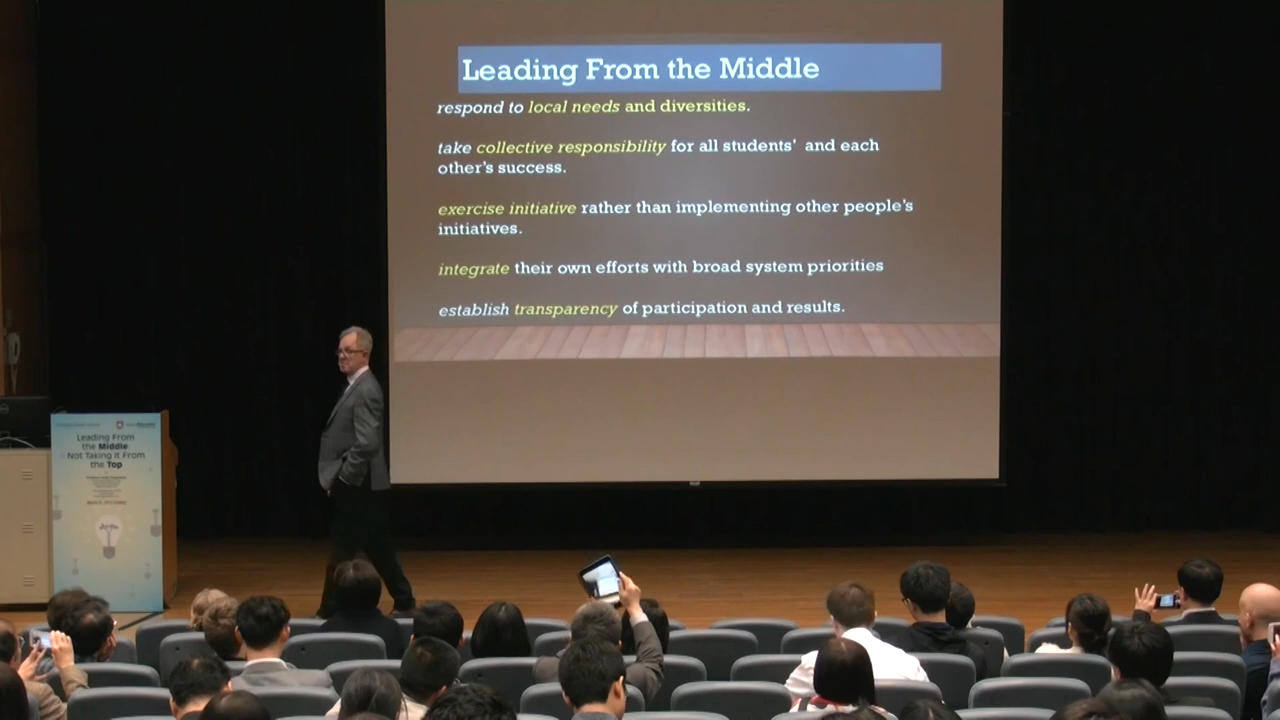 Leading From the Middle
respond to local needs and diversities.
take collective responsibility for all students' and each
other's success.
exercise initiative rather than implementing other people's
initiatives.
integrate their own efforts with broad system priorities
establish transparency of participation and results.
Leading From
the Middle
Not Taking it From
the Top